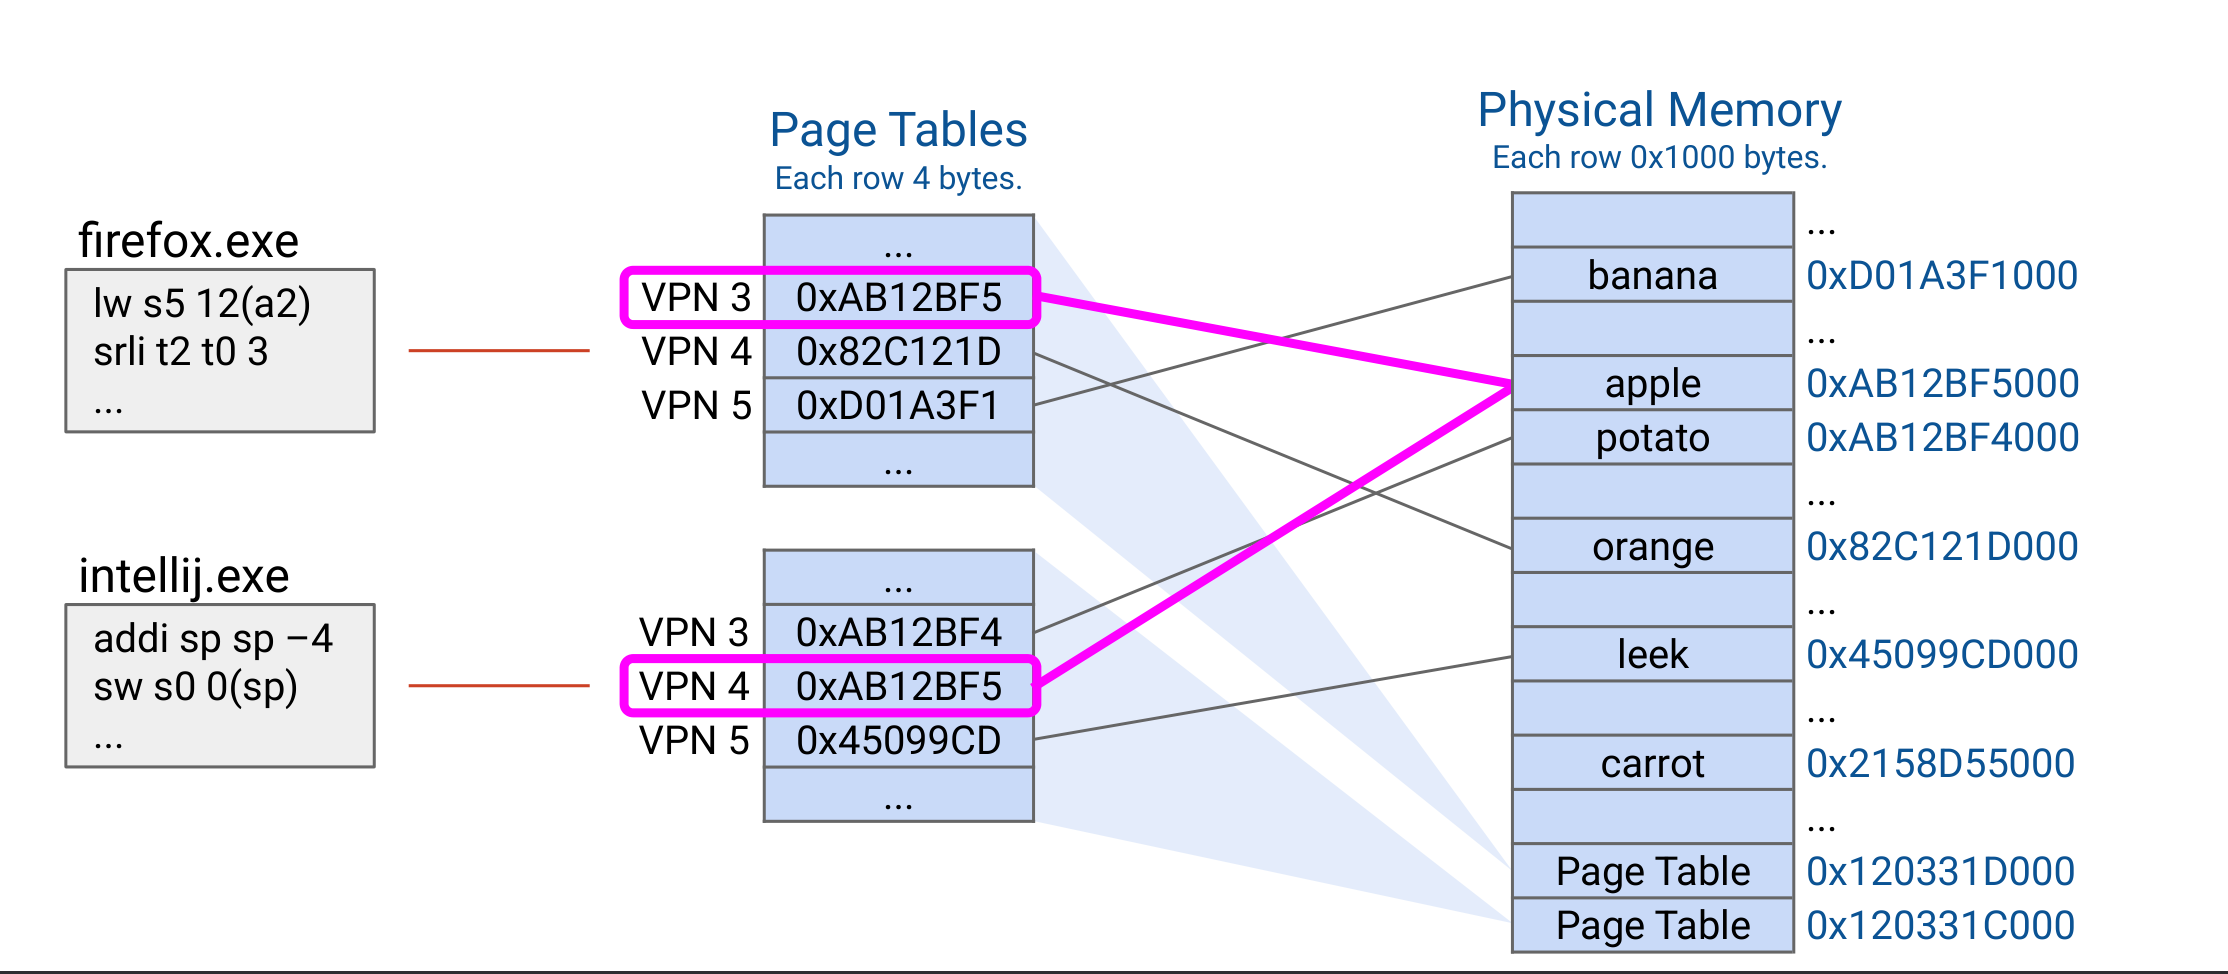 Page Tables
Each row 4 bytes.
Physical Memory
Each row 0x1000 bytes.
firefox.exe
lw s5 12(a2)
srli t2 t0 3
...
...
VPN 3 0xAB12BF5
VPN 4 0x82C121D
VPN 5 0xD01A3F1
...
intellij.exe
addi sp sp –4
sw s0 0(sp)
...
...
VPN 3 0xAB12BF4
VPN 4 0xAB12BF5
VPN 5 0x45099CD
...
...
banana 0xD01A3F1000
...
apple 0xAB12BF5000
potato 0xAB12BF4000
...
orange 0x82C121D000
...
leek 0x45099CD000
...
carrot 0x2158D55000
...
Page Table 0x120331D000
Page Table 0x120331C000